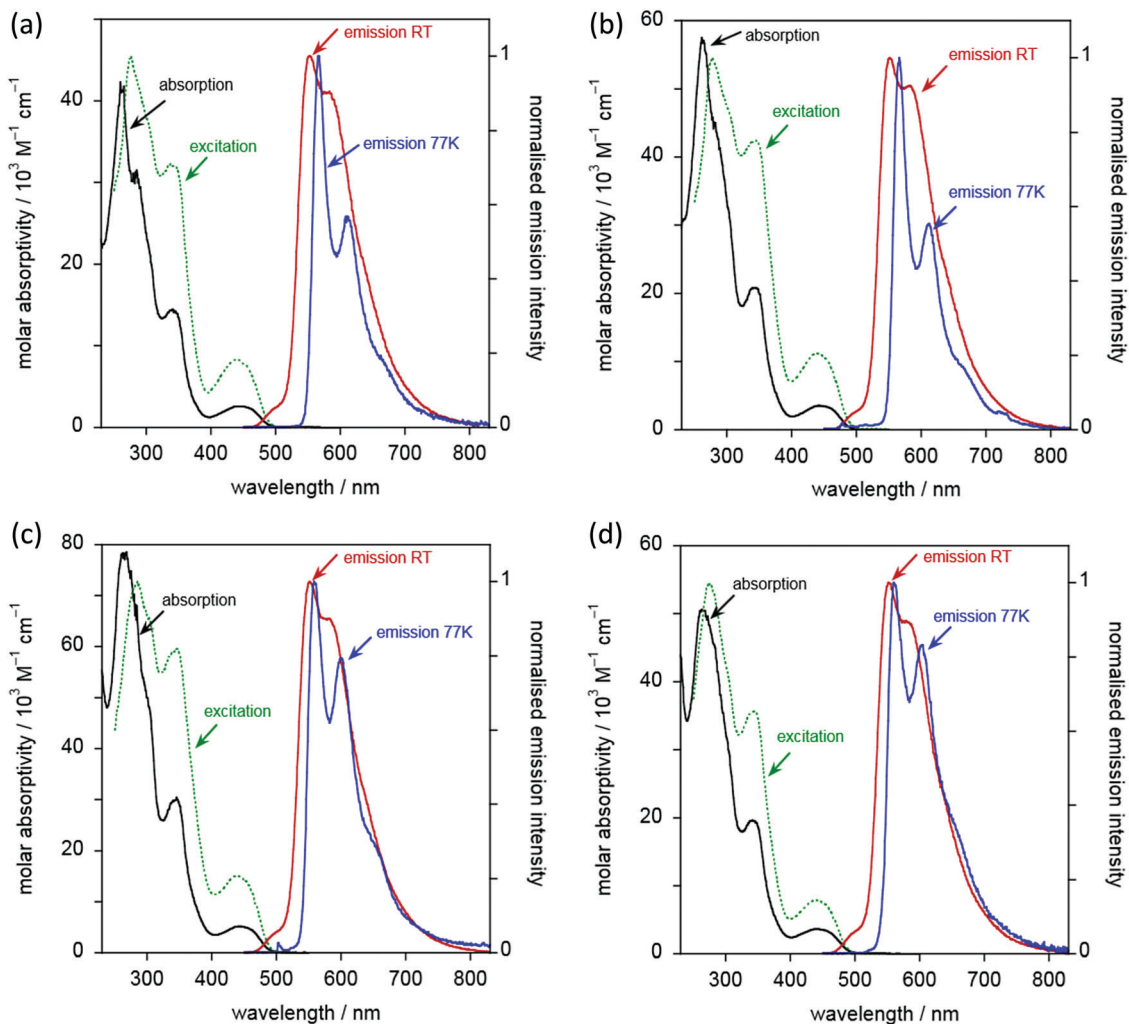 (a)
molar absorptivity / 10³ M⁻¹ cm⁻¹
40
20
0
absorption
excitation
emission RT
emission 77K
1
0
normalised emission intensity
300 400 500 600 700 800
wavelength / nm
(b)
molar absorptivity / 10³ M⁻¹ cm⁻¹
60
40
20
0
absorption
emission RT
excitation
emission 77K
1
0
normalised emission intensity
300 400 500 600 700 800
wavelength / nm
(c)
molar absorptivity / 10³ M⁻¹ cm⁻¹
80
60
40
20
0
emission RT
absorption
emission 77K
excitation
1
0
normalised emission intensity
300 400 500 600 700 800
wavelength / nm
(d)
molar absorptivity / 10³ M⁻¹ cm⁻¹
60
40
20
0
emission RT
absorption
emission 77K
excitation
1
0
normalised emission intensity
300 400 500 600 700 800
wavelength / nm